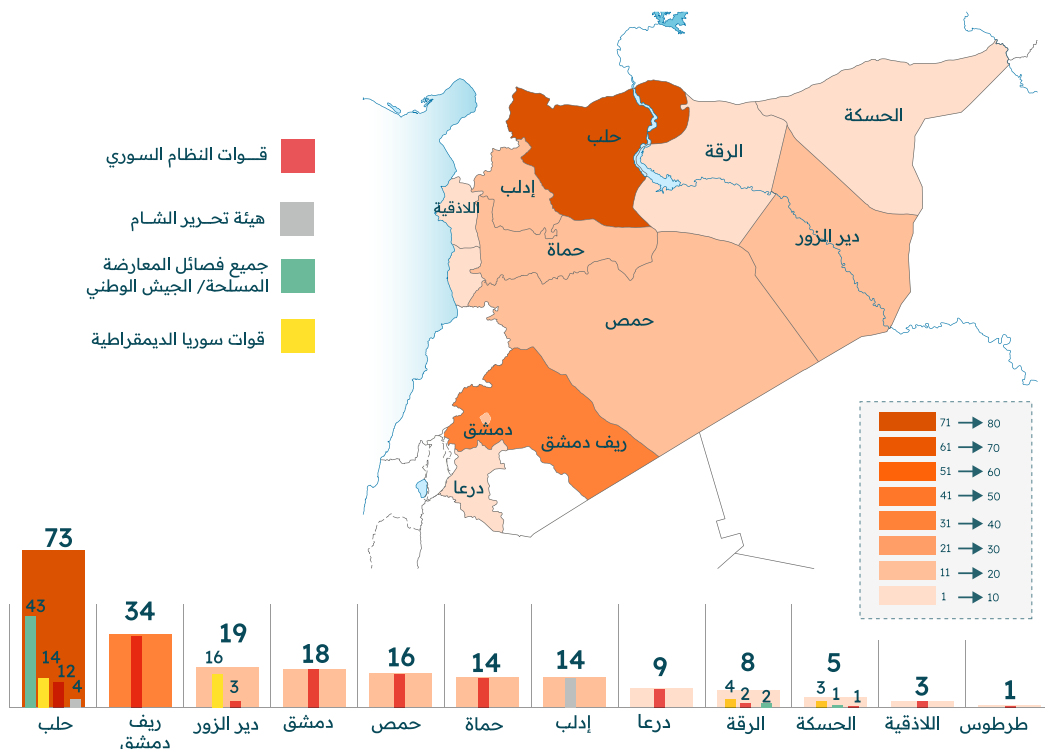 قــوات النظام السوري
هيئة تحــرير الشــام
جميع فصائل المعارضة
المسلحة/ الجيش الوطني
قوات سوريا الديمقراطية
الحسكة
حلب
الرقة
إدلب
اللاذقية
دير الزور
حماة
حمص
دمشق
ريف دمشق
درعا
71 80
61 70
51 60
41 50
31 40
21 30
11 20
1 10
73
43
14
12
4
حلب
34
ريف
دمشق
19
16
3
دير الزور
18
دمشق
16
حمص
14
حماة
14
إدلب
9
درعا
8
4
2
2
الرقة
5
3
1
1
الحسكة
3
اللاذقية
1
طرطوس